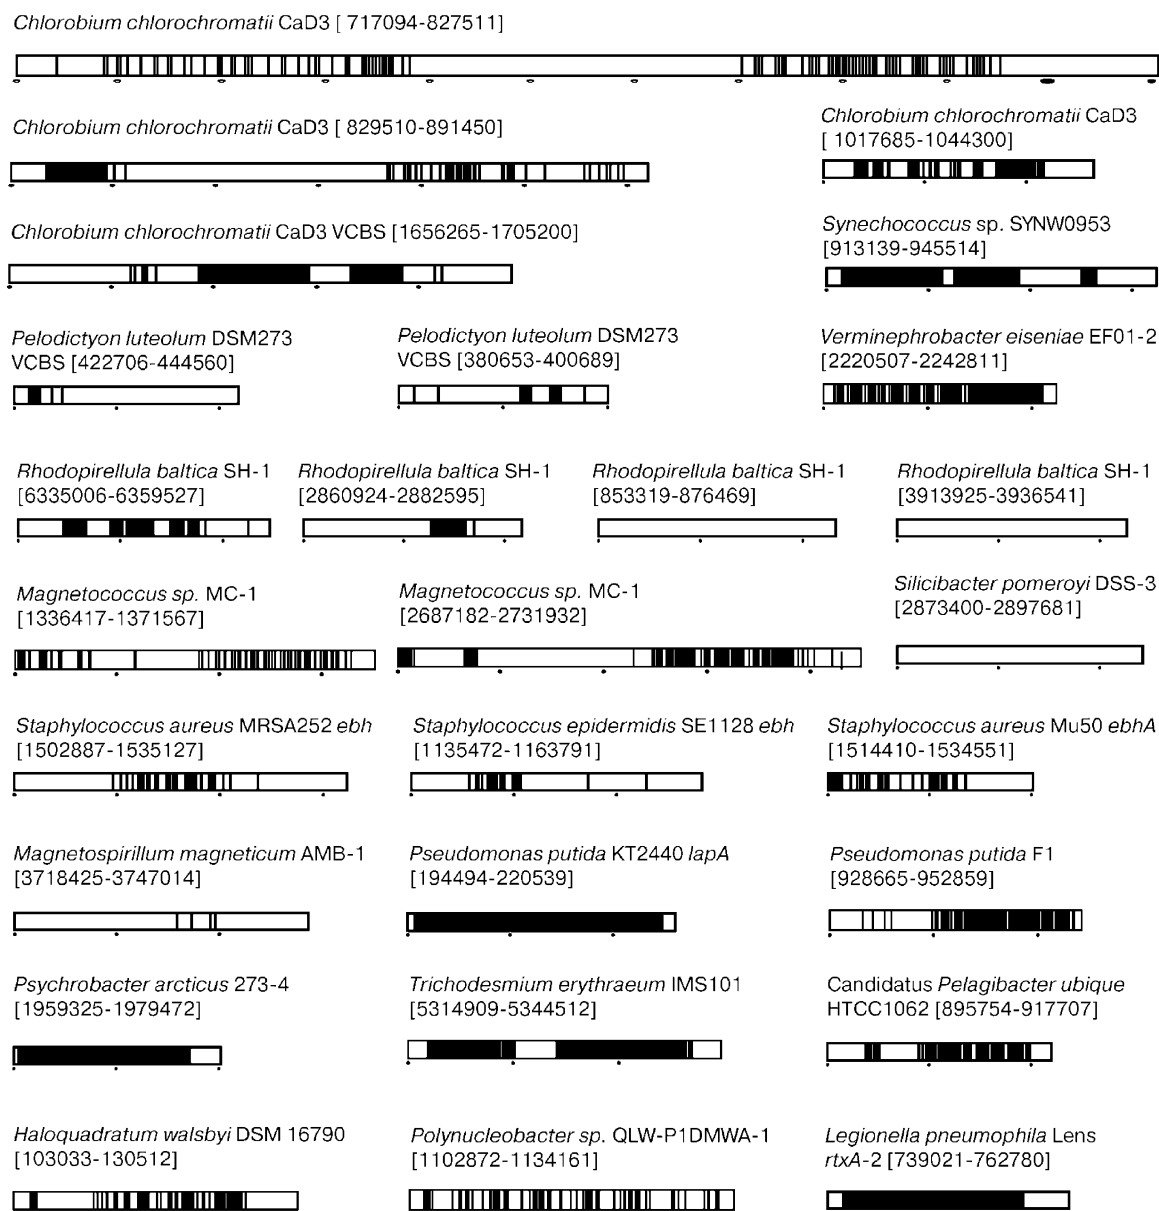 Chlorobium chlorochromatii CaD3 [ 717094-827511]
Chlorobium chlorochromatii CaD3 [ 829510-891450]
Chlorobium chlorochromatii CaD3
[ 1017685-1044300]
Chlorobium chlorochromatii CaD3 VCBS [1656265-1705200]
Synechococcus sp. SYNW0953
[913139-945514]
Pelodictyon luteolum DSM273
VCBS [422706-444560]
Pelodictyon luteolum DSM273
VCBS [380653-400689]
Verminephrobacter eiseniae EF01-2
[2220507-2242811]
Rhodopirellula baltica SH-1
[6335006-6359527]
Rhodopirellula baltica SH-1
[2860924-2882595]
Rhodopirellula baltica SH-1
[853319-876469]
Rhodopirellula baltica SH-1
[3913925-3936541]
Magnetococcus sp. MC-1
[1336417-1371567]
Magnetococcus sp. MC-1
[2687182-2731932]
Silicibacter pomeroyi DSS-3
[2873400-2897681]
Staphylococcus aureus MRSA252 ebh
[1502887-1535127]
Staphylococcus epidermidis SE1128 ebh
[1135472-1163791]
Staphylococcus aureus Mu50 ebhA
[1514410-1534551]
Magnetospirillum magneticum AMB-1
[3718425-3747014]
Pseudomonas putida KT2440 lapA
[194494-220539]
Pseudomonas putida F1
[928665-952859]
Psychrobacter arcticus 273-4
[1959325-1979472]
Trichodesmium erythraeum IMS101
[5314909-5344512]
Candidatus Pelagibacter ubique
HTCC1062 [895754-917707]
Haloquadratum walsbyi DSM 16790
[103033-130512]
Polynucleobacter sp. QLW-P1DMWA-1
[1102872-1134161]
Legionella pneumophila Lens
rtxA-2 [739021-762780]